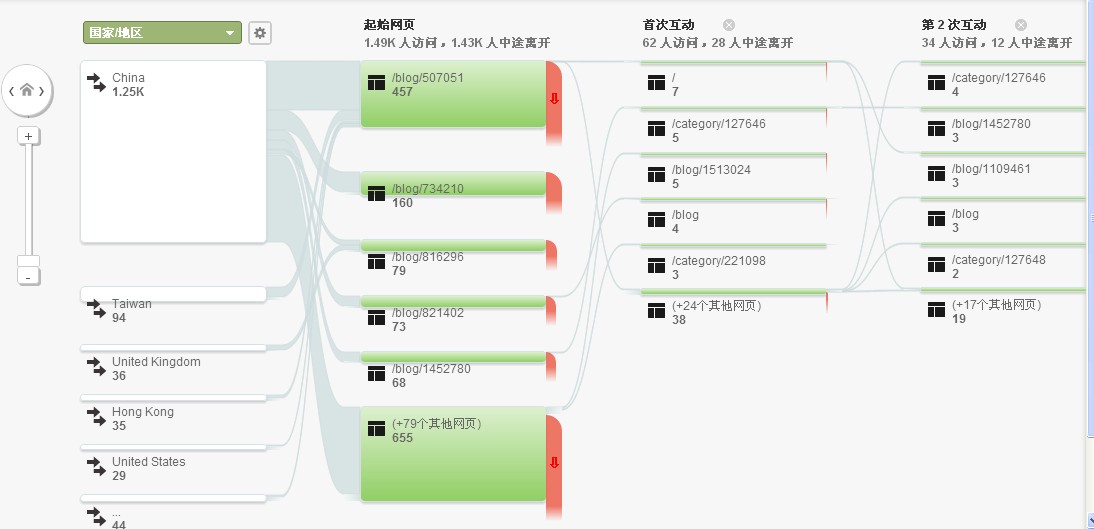 国家/地区
China
1.25K
Taiwan
94
United Kingdom
36
Hong Kong
35
United States
29
...
44
起始网页
1.49K 人访问，1.43K 人中途离开
/blog/507051
457
/blog/734210
160
/blog/816296
79
/blog/821402
73
/blog/1452780
68
(+79个其他网页)
655
首次互动
62 人访问，28 人中途离开
/
7
/category/127646
5
/blog/1513024
5
/blog
4
/category/221098
3
(+24个其他网页)
38
第 2 次互动
34 人访问，12 人中途离开
/category/127646
4
/blog/1452780
3
/blog/1109461
3
/blog
3
/category/127648
2
(+17个其他网页)
19